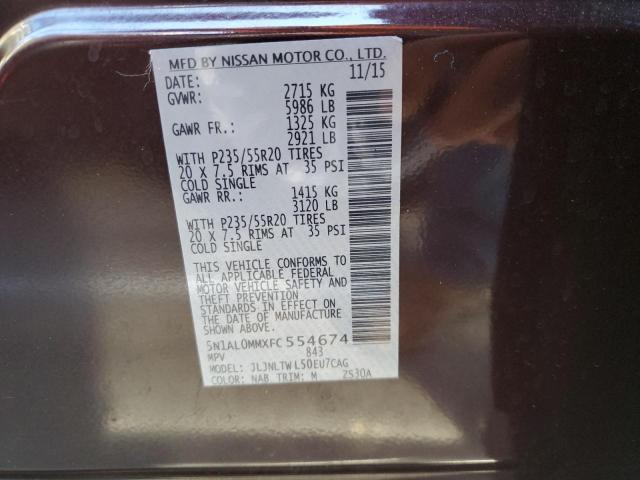 MFD BY NISSAN MOTOR CO., LTD.
DATE: 11/15
GVWR: 2715 KG
5986 LB
GAWR FR.: 1325 KG
2921 LB
WITH P235/55R20 TIRES
20 X 7.5 RIMS AT 35 PSI
COLD SINGLE
GAWR RR.: 1415 KG
3120 LB
WITH P235/55R20 TIRES
20 X 7.5 RIMS AT 35 PSI
COLD SINGLE
THIS VEHICLE CONFORMS TO
ALL APPLICABLE FEDERAL
MOTOR VEHICLE SAFETY AND
THEFT PREVENTION
STANDARDS IN EFFECT ON
THE DATE OF MANUFACTURE
SHOWN ABOVE.
5N1AL0MMXFC554674
MPV 843
MODEL: JLJNLTWL50EU7CAG
COLOR: NAB TRIM: M ZS30A